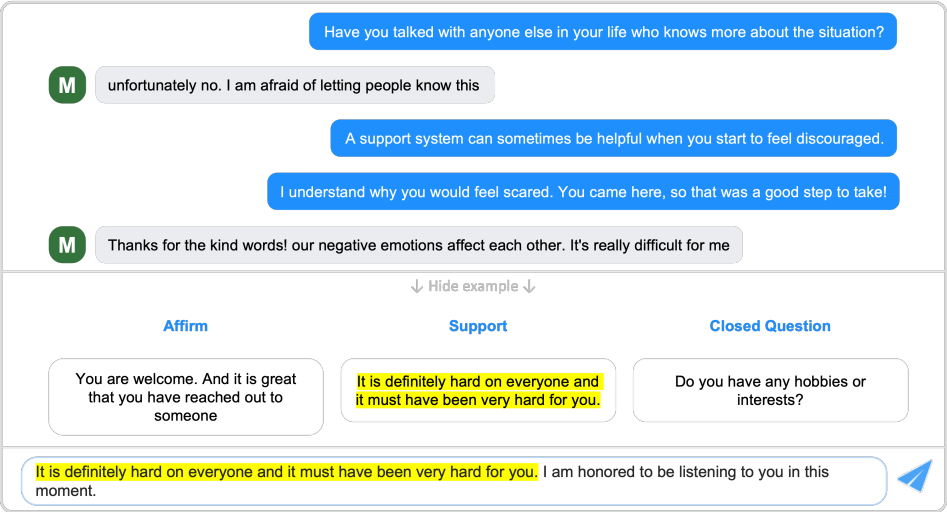 Have you talked with anyone else in your life who knows more about the situation?
M
unfortunately no. I am afraid of letting people know this
A support system can sometimes be helpful when you start to feel discouraged.
I understand why you would feel scared. You came here, so that was a good step to take!
M
Thanks for the kind words! our negative emotions affect each other. It's really difficult for me
↓ Hide example ↓
Affirm
You are welcome. And it is great
that you have reached out to
someone
Support
It is definitely hard on everyone and
it must have been very hard for you.
Closed Question
Do you have any hobbies or
interests?
It is definitely hard on everyone and it must have been very hard for you. I am honored to be listening to you in this
moment.